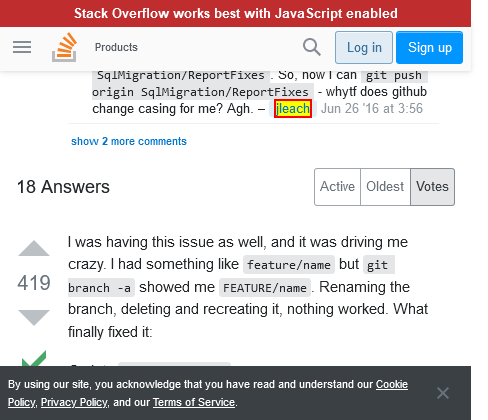 Stack Overflow works best with JavaScript enabled
Products
Log in
Sign up
SqlMigration/ReportFixes . So, how I can git push
origin SqlMigration/ReportFixes - whytf does github
change casing for me? Agh. – jleach Jun 26 '16 at 3:56
show 2 more comments
18 Answers
Active
Oldest
Votes
I was having this issue as well, and it was driving me
crazy. I had something like feature/name but git
419
branch -a showed me FEATURE/name . Renaming the
branch, deleting and recreating it, nothing worked. What
finally fixed it:
By using our site, you acknowledge that you have read and understand our Cookie
Policy, Privacy Policy, and our Terms of Service.